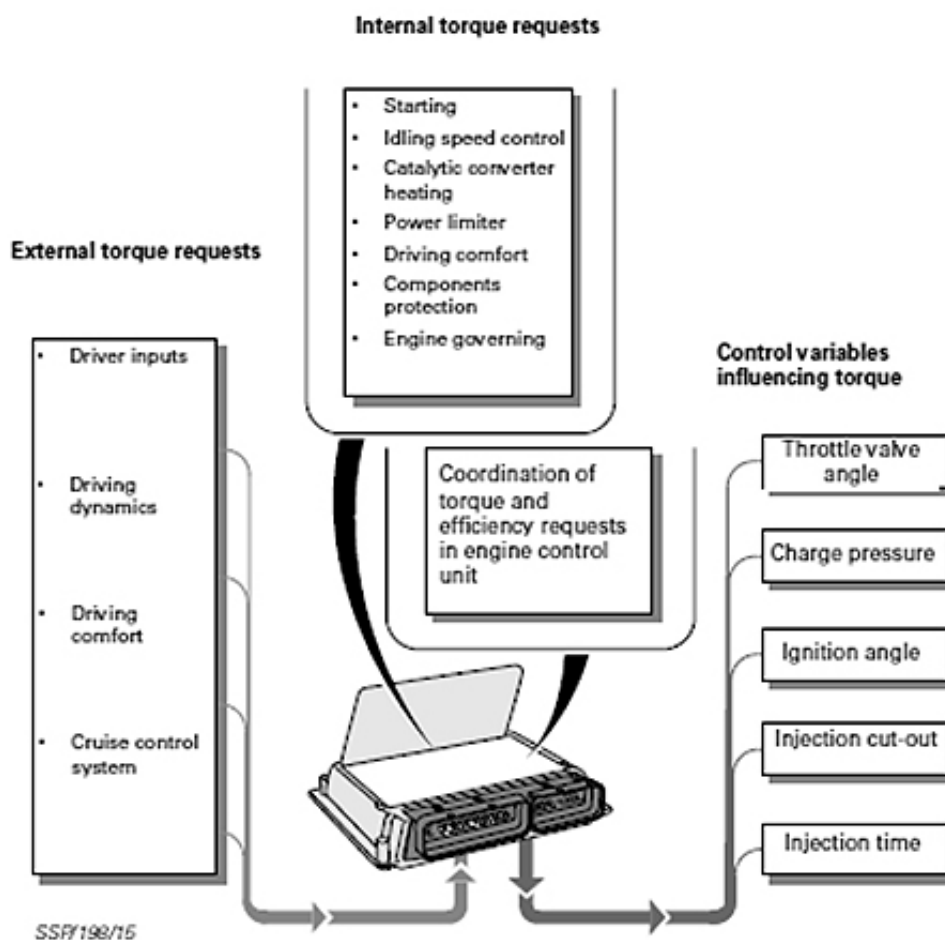 Internal torque requests
• Starting
• Idling speed control
• Catalytic converter
heating
• Power limiter
• Driving comfort
• Components
protection
• Engine governing
External torque requests
• Driver inputs
• Driving
dynamics
• Driving
comfort
• Cruise control
system
Coordination of
torque and
efficiency requests
in engine control
unit
Control variables
influencing torque
Throttle valve
angle
Charge pressure
Ignition angle
Injection cut-out
Injection time
SSP/198/15